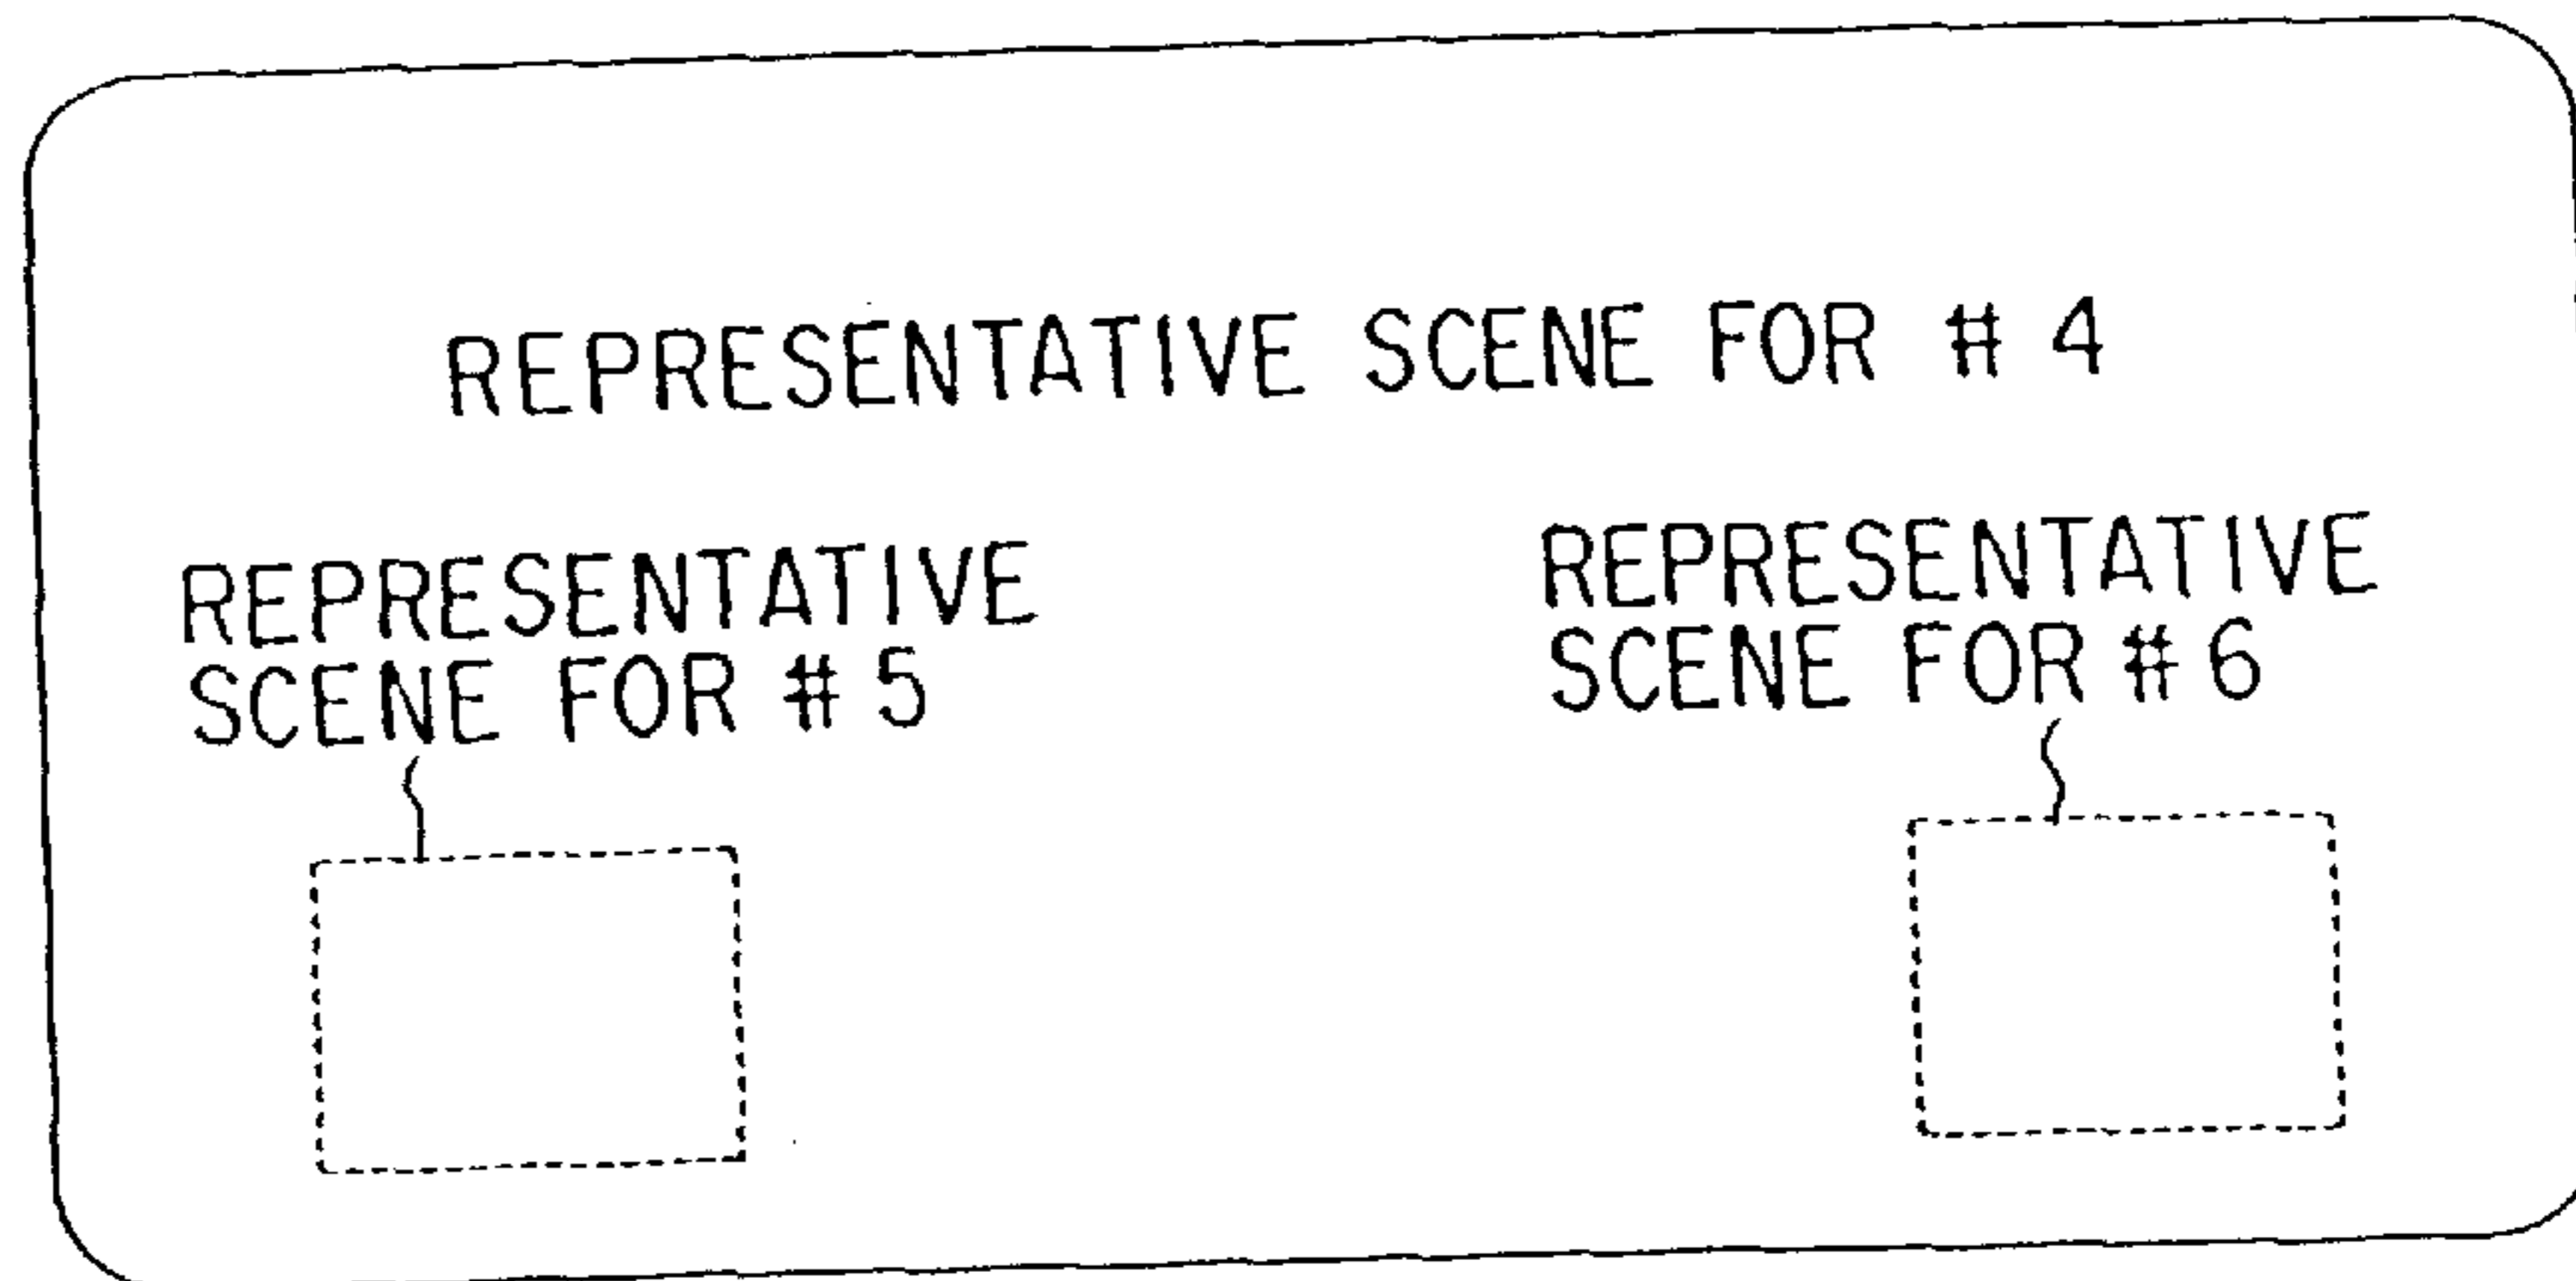 REPRESENTATIVE SCENE FOR # 4
REPRESENTATIVE
SCENE FOR # 5
REPRESENTATIVE
SCENE FOR # 6